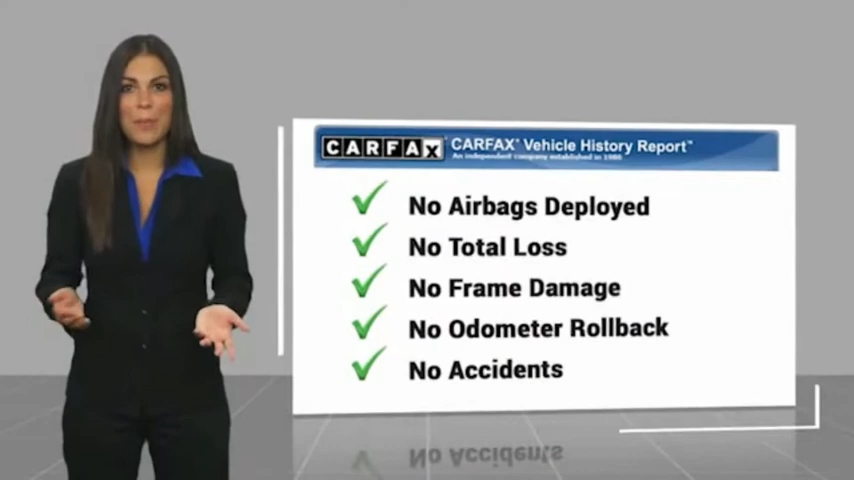 CARFAX CARFAX® Vehicle History Report™
An independent company established in 1986
No Airbags Deployed
No Total Loss
No Frame Damage
No Odometer Rollback
No Accidents
No Accidents